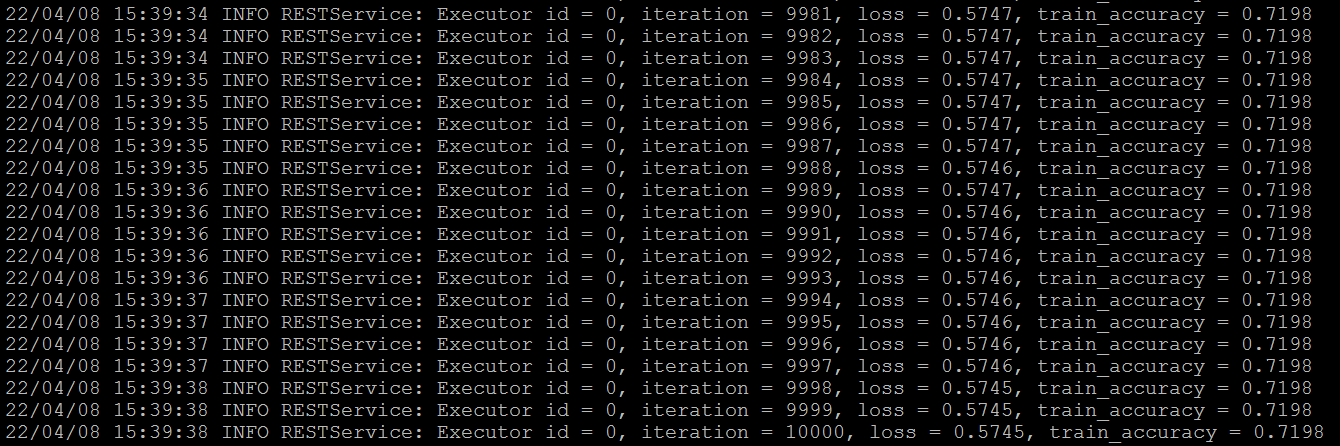 22/04/08 15:39:34 INFO RESTService: Executor id = 0, iteration = 9981, loss = 0.5747, train_accuracy = 0.7198
22/04/08 15:39:34 INFO RESTService: Executor id = 0, iteration = 9982, loss = 0.5747, train_accuracy = 0.7198
22/04/08 15:39:34 INFO RESTService: Executor id = 0, iteration = 9983, loss = 0.5747, train_accuracy = 0.7198
22/04/08 15:39:35 INFO RESTService: Executor id = 0, iteration = 9984, loss = 0.5747, train_accuracy = 0.7198
22/04/08 15:39:35 INFO RESTService: Executor id = 0, iteration = 9985, loss = 0.5747, train_accuracy = 0.7198
22/04/08 15:39:35 INFO RESTService: Executor id = 0, iteration = 9986, loss = 0.5747, train_accuracy = 0.7198
22/04/08 15:39:35 INFO RESTService: Executor id = 0, iteration = 9987, loss = 0.5747, train_accuracy = 0.7198
22/04/08 15:39:35 INFO RESTService: Executor id = 0, iteration = 9988, loss = 0.5746, train_accuracy = 0.7198
22/04/08 15:39:36 INFO RESTService: Executor id = 0, iteration = 9989, loss = 0.5747, train_accuracy = 0.7198
22/04/08 15:39:36 INFO RESTService: Executor id = 0, iteration = 9990, loss = 0.5746, train_accuracy = 0.7198
22/04/08 15:39:36 INFO RESTService: Executor id = 0, iteration = 9991, loss = 0.5746, train_accuracy = 0.7198
22/04/08 15:39:36 INFO RESTService: Executor id = 0, iteration = 9992, loss = 0.5746, train_accuracy = 0.7198
22/04/08 15:39:36 INFO RESTService: Executor id = 0, iteration = 9993, loss = 0.5746, train_accuracy = 0.7198
22/04/08 15:39:37 INFO RESTService: Executor id = 0, iteration = 9994, loss = 0.5746, train_accuracy = 0.7198
22/04/08 15:39:37 INFO RESTService: Executor id = 0, iteration = 9995, loss = 0.5746, train_accuracy = 0.7198
22/04/08 15:39:37 INFO RESTService: Executor id = 0, iteration = 9996, loss = 0.5746, train_accuracy = 0.7198
22/04/08 15:39:37 INFO RESTService: Executor id = 0, iteration = 9997, loss = 0.5746, train_accuracy = 0.7198
22/04/08 15:39:38 INFO RESTService: Executor id = 0, iteration = 9998, loss = 0.5745, train_accuracy = 0.7198
22/04/08 15:39:38 INFO RESTService: Executor id = 0, iteration = 9999, loss = 0.5745, train_accuracy = 0.7198
22/04/08 15:39:38 INFO RESTService: Executor id = 0, iteration = 10000, loss = 0.5745, train_accuracy = 0.7198